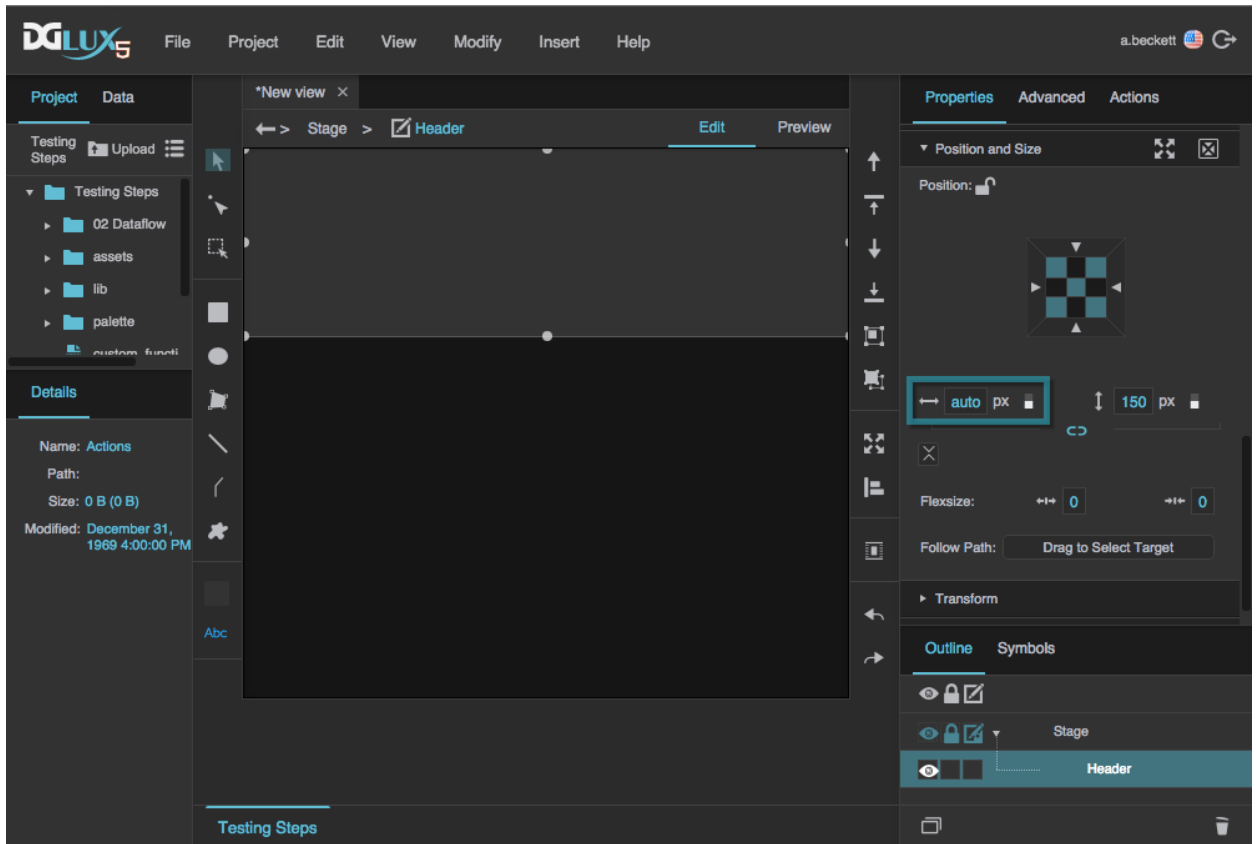 DGLUX5 File Project Edit View Modify Insert Help a.beckett
Project Data
Testing Steps Upload
Testing Steps
02 Dataflow
assets
lib
palette
custom_functi
Details
Name: Actions
Path:
Size: 0 B (0 B)
Modified: December 31,
1969 4:00:00 PM
*New view ×
> Stage > Header Edit Preview
Abc
Testing Steps
Properties Advanced Actions
Position and Size
Position:
auto px 150 px
Flexsize: 0 0
Follow Path: Drag to Select Target
Transform
Outline Symbols
Stage
Header